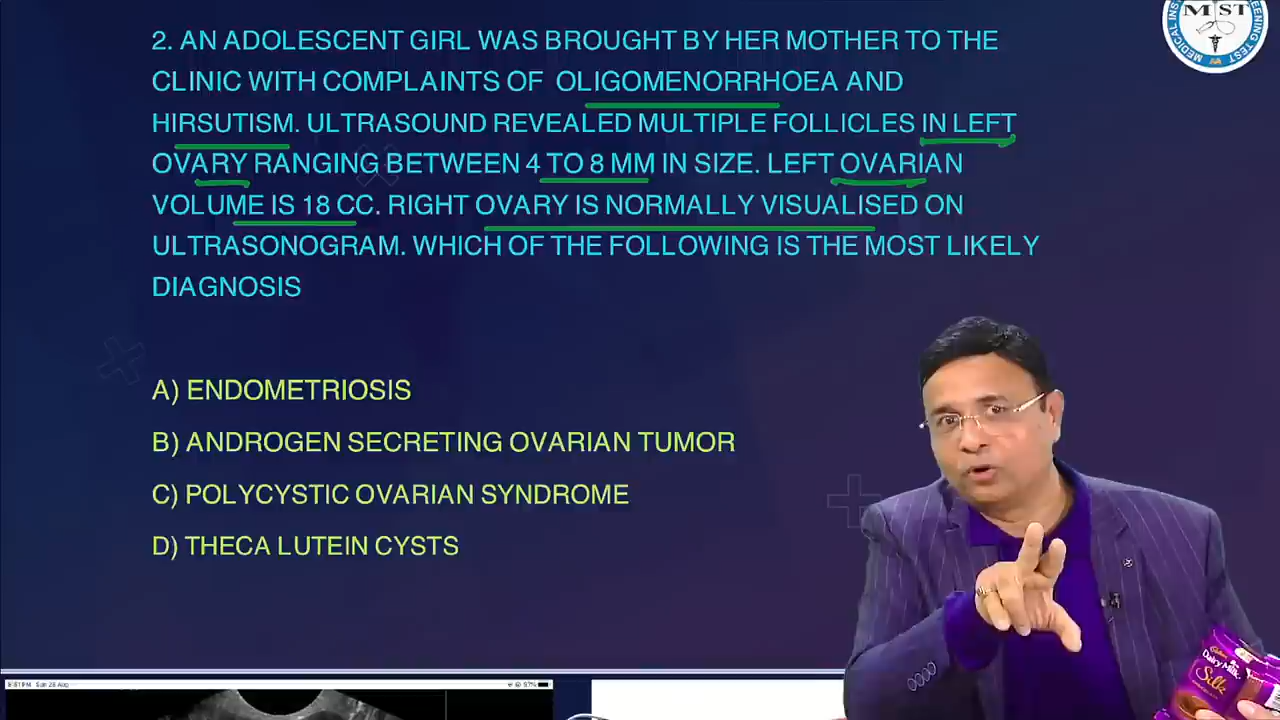 2. AN ADOLESCENT GIRL WAS BROUGHT BY HER MOTHER TO THE
CLINIC WITH COMPLAINTS OF OLIGOMENORRHOEA AND
HIRSUTISM. ULTRASOUND REVEALED MULTIPLE FOLLICLES IN LEFT
OVARY RANGING BETWEEN 4 TO 8 MM IN SIZE. LEFT OVARIAN
VOLUME IS 18 CC. RIGHT OVARY IS NORMALLY VISUALISED ON
ULTRASONOGRAM. WHICH OF THE FOLLOWING IS THE MOST LIKELY
DIAGNOSIS
A) ENDOMETRIOSIS
B) ANDROGEN SECRETING OVARIAN TUMOR
C) POLYCYSTIC OVARIAN SYNDROME
D) THECA LUTEIN CYSTS
MIST
Dairy Milk
Silk